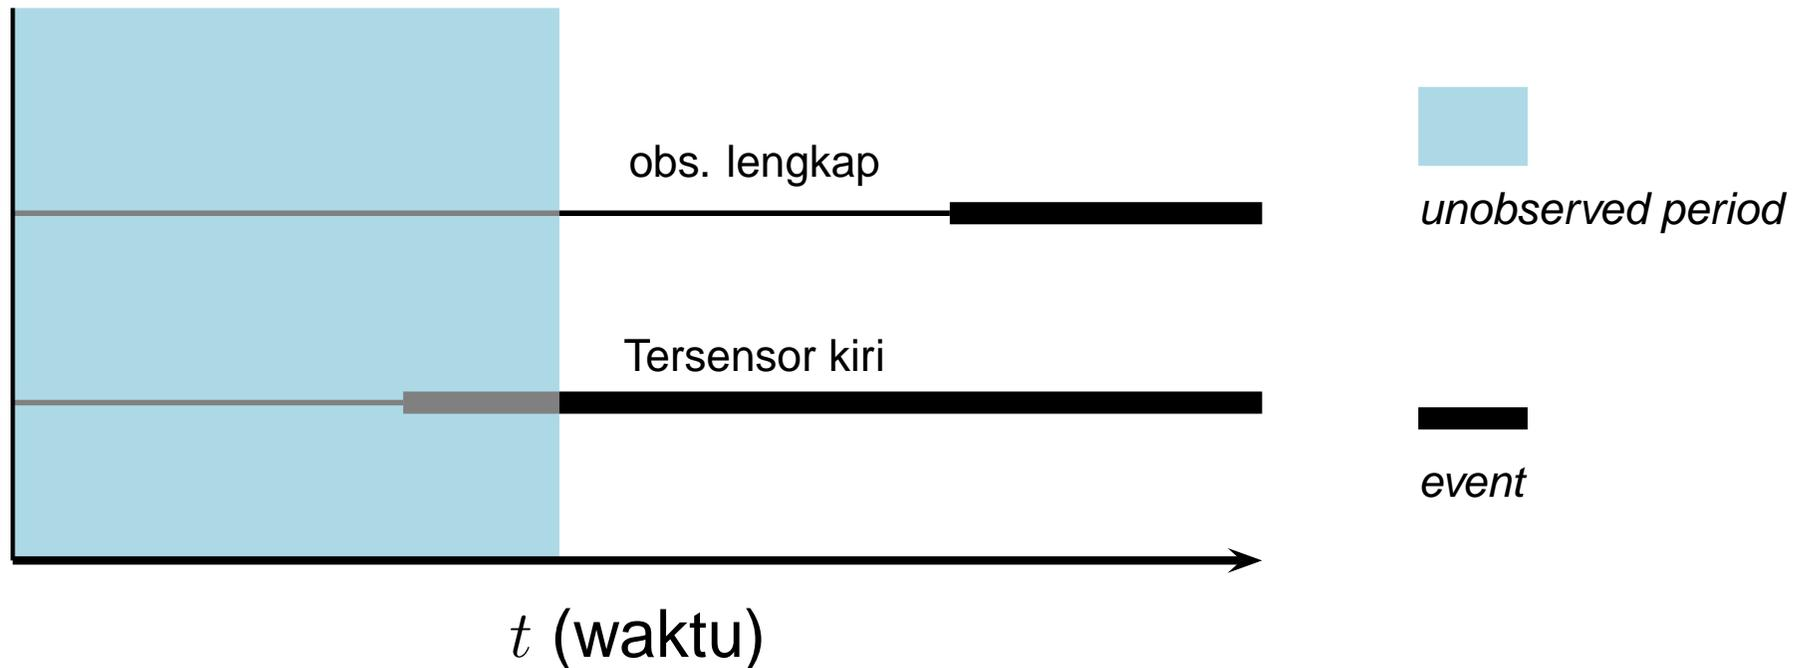 obs. lengkap
unobserved period
Tersensor kiri
event
t (waktu)